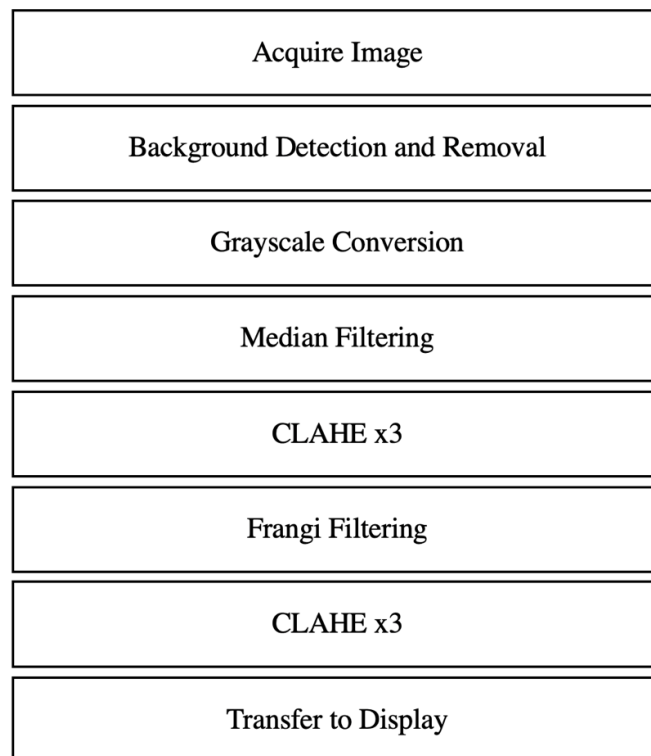 Acquire Image
Background Detection and Removal
Grayscale Conversion
Median Filtering
CLAHE x3
Frangi Filtering
CLAHE x3
Transfer to Display